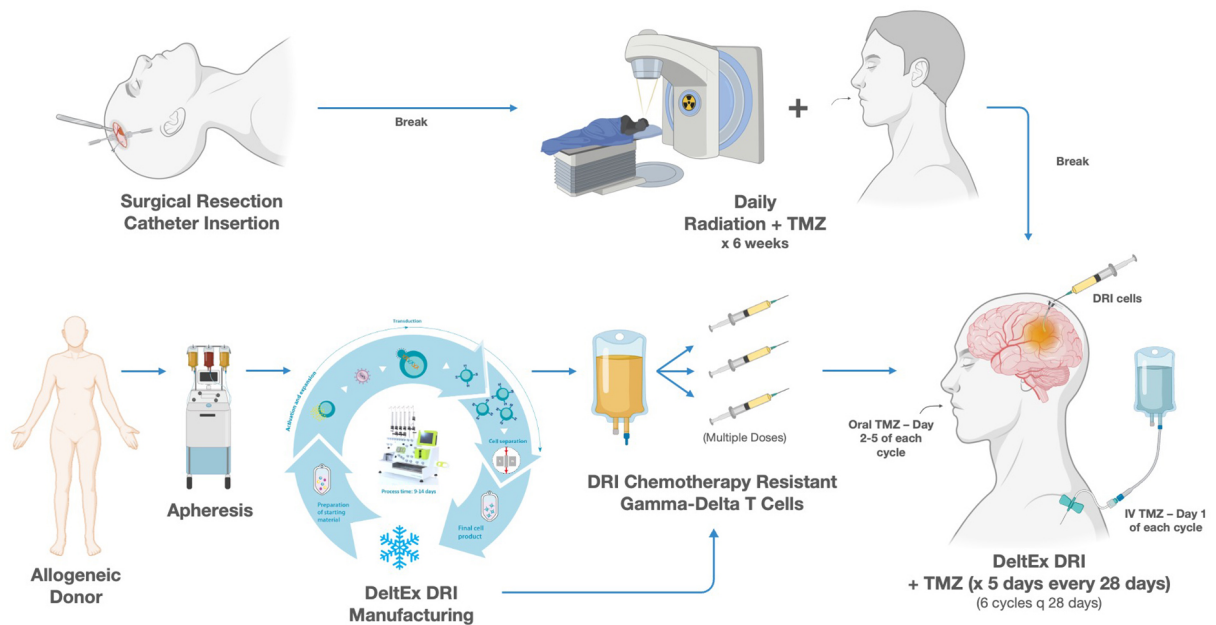 Surgical Resection
Catheter Insertion
Break
Daily
Radiation + TMZ
x 6 weeks
+
Break
Allogeneic
Donor
Apheresis
Transduction
Activation and expansion
Cell separation
Process time: 9-14 days
Preparation
of starting
material
Final cell
product
DeltEx DRI
Manufacturing
(Multiple Doses)
DRI Chemotherapy Resistant
Gamma-Delta T Cells
DRI cells
Oral TMZ – Day
2-5 of each
cycle
IV TMZ – Day 1
of each cycle
DeltEx DRI
+ TMZ (x 5 days every 28 days)
(6 cycles q 28 days)